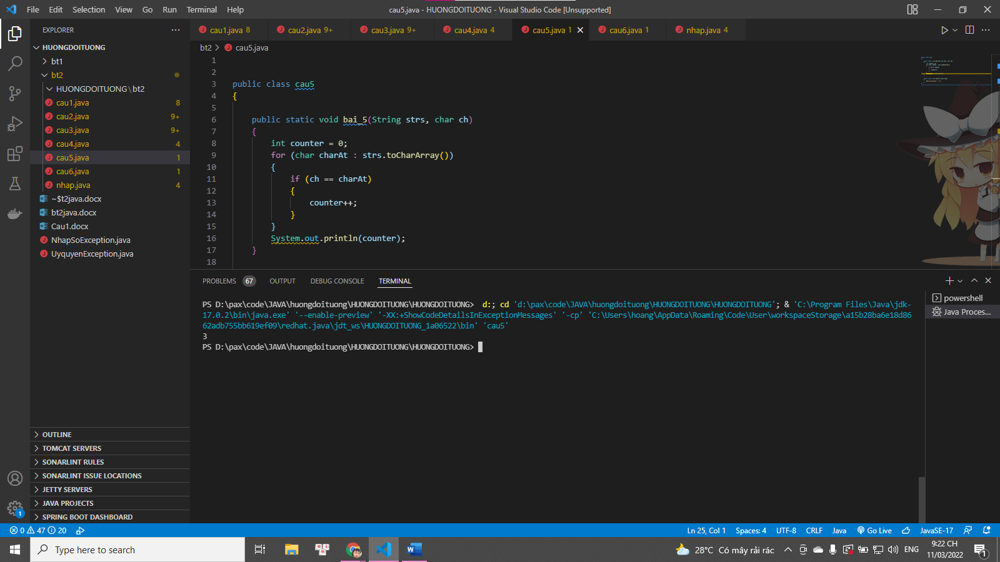 File Edit Selection View Go Run Terminal Help
cau5.java - HUONGDOITUONG - Visual Studio Code [Unsupported]
EXPLORER
HUONGDOITUONG
bt1
bt2
HUONGDOITUONG\bt2
cau1.java 8
cau2.java 9+
cau3.java 9+
cau4.java 4
cau5.java 1
cau6.java 1
nhap.java 4
~$t2java.docx
bt2java.docx
Cau1.docx
NhapSoException.java
UyquyenException.java
OUTLINE
TOMCAT SERVERS
SONARLINT RULES
SONARLINT ISSUE LOCATIONS
JETTY SERVERS
JAVA PROJECTS
SPRING BOOT DASHBOARD
cau1.java 8 cau2.java 9+ cau3.java 9+ cau4.java 4 cau5.java 1 cau6.java 1 nhap.java 4
bt2 > cau5.java
1
2
3 public class cau5
4 {
5
6 public static void bai_5(String strs, char ch)
7 {
8 int counter = 0;
9 for (char charAt : strs.toCharArray())
10 {
11 if (ch == charAt)
12 {
13 counter++;
14 }
15 }
16 System.out.println(counter);
17 }
18
PROBLEMS 67 OUTPUT DEBUG CONSOLE TERMINAL
PS D:\pax\code\JAVA\huongdoituong\HUONGDOITUONG\HUONGDOITUONG> d:; cd 'd:\pax\code\JAVA\huongdoituong\HUONGDOITUONG\HUONGDOITUONG'; & 'C:\Program Files\Java\jdk-
17.0.2\bin\java.exe' '--enable-preview' '-XX:+ShowCodeDetailsInExceptionMessages' '-cp' 'C:\Users\hoang\AppData\Roaming\Code\User\workspaceStorage\a15b28ba6e18d86
62adb755bb619ef09\redhat.java\jdt_ws\HUONGDOITUONG_1a06522\bin' 'cau5'
3
PS D:\pax\code\JAVA\huongdoituong\HUONGDOITUONG\HUONGDOITUONG>
powershell
Java Proces...
1
0 47 20
Ln 25, Col 1 Spaces: 4 UTF-8 CRLF Java Go Live JavaSE-17
Type here to search
28°C Có mây rải rác
ENG
9:22 CH
11/03/2022
1